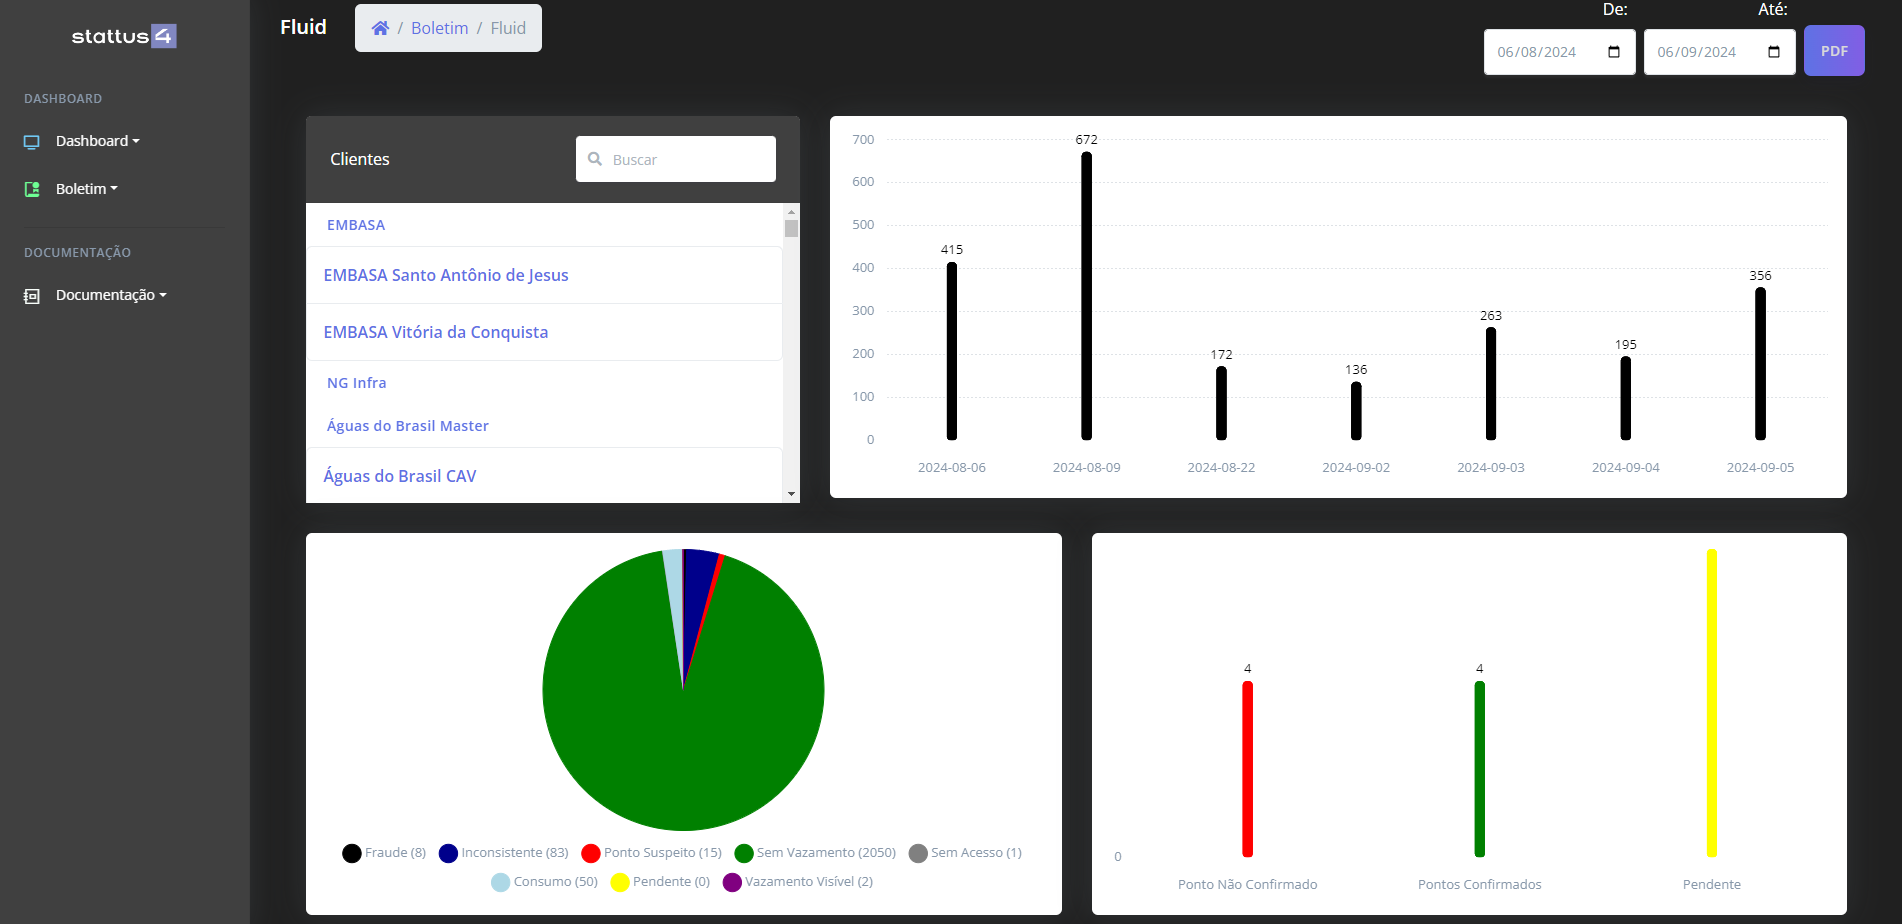 stattus4
DASHBOARD
Dashboard
Boletim
DOCUMENTAÇÃO
Documentação
Fluid
/ Boletim / Fluid
De:
Até:
06/08/2024
06/09/2024
PDF
Clientes
Buscar
EMBASA
EMBASA Santo Antônio de Jesus
EMBASA Vitória da Conquista
NG Infra
Águas do Brasil Master
Águas do Brasil CAV
700
600
500
400
300
200
100
0
415
672
172
136
263
195
356
2024-08-06
2024-08-09
2024-08-22
2024-09-02
2024-09-03
2024-09-04
2024-09-05
Fraude (8)
Inconsistente (83)
Ponto Suspeito (15)
Sem Vazamento (2050)
Sem Acesso (1)
Consumo (50)
Pendente (0)
Vazamento Visível (2)
4
4
0
Ponto Não Confirmado
Pontos Confirmados
Pendente